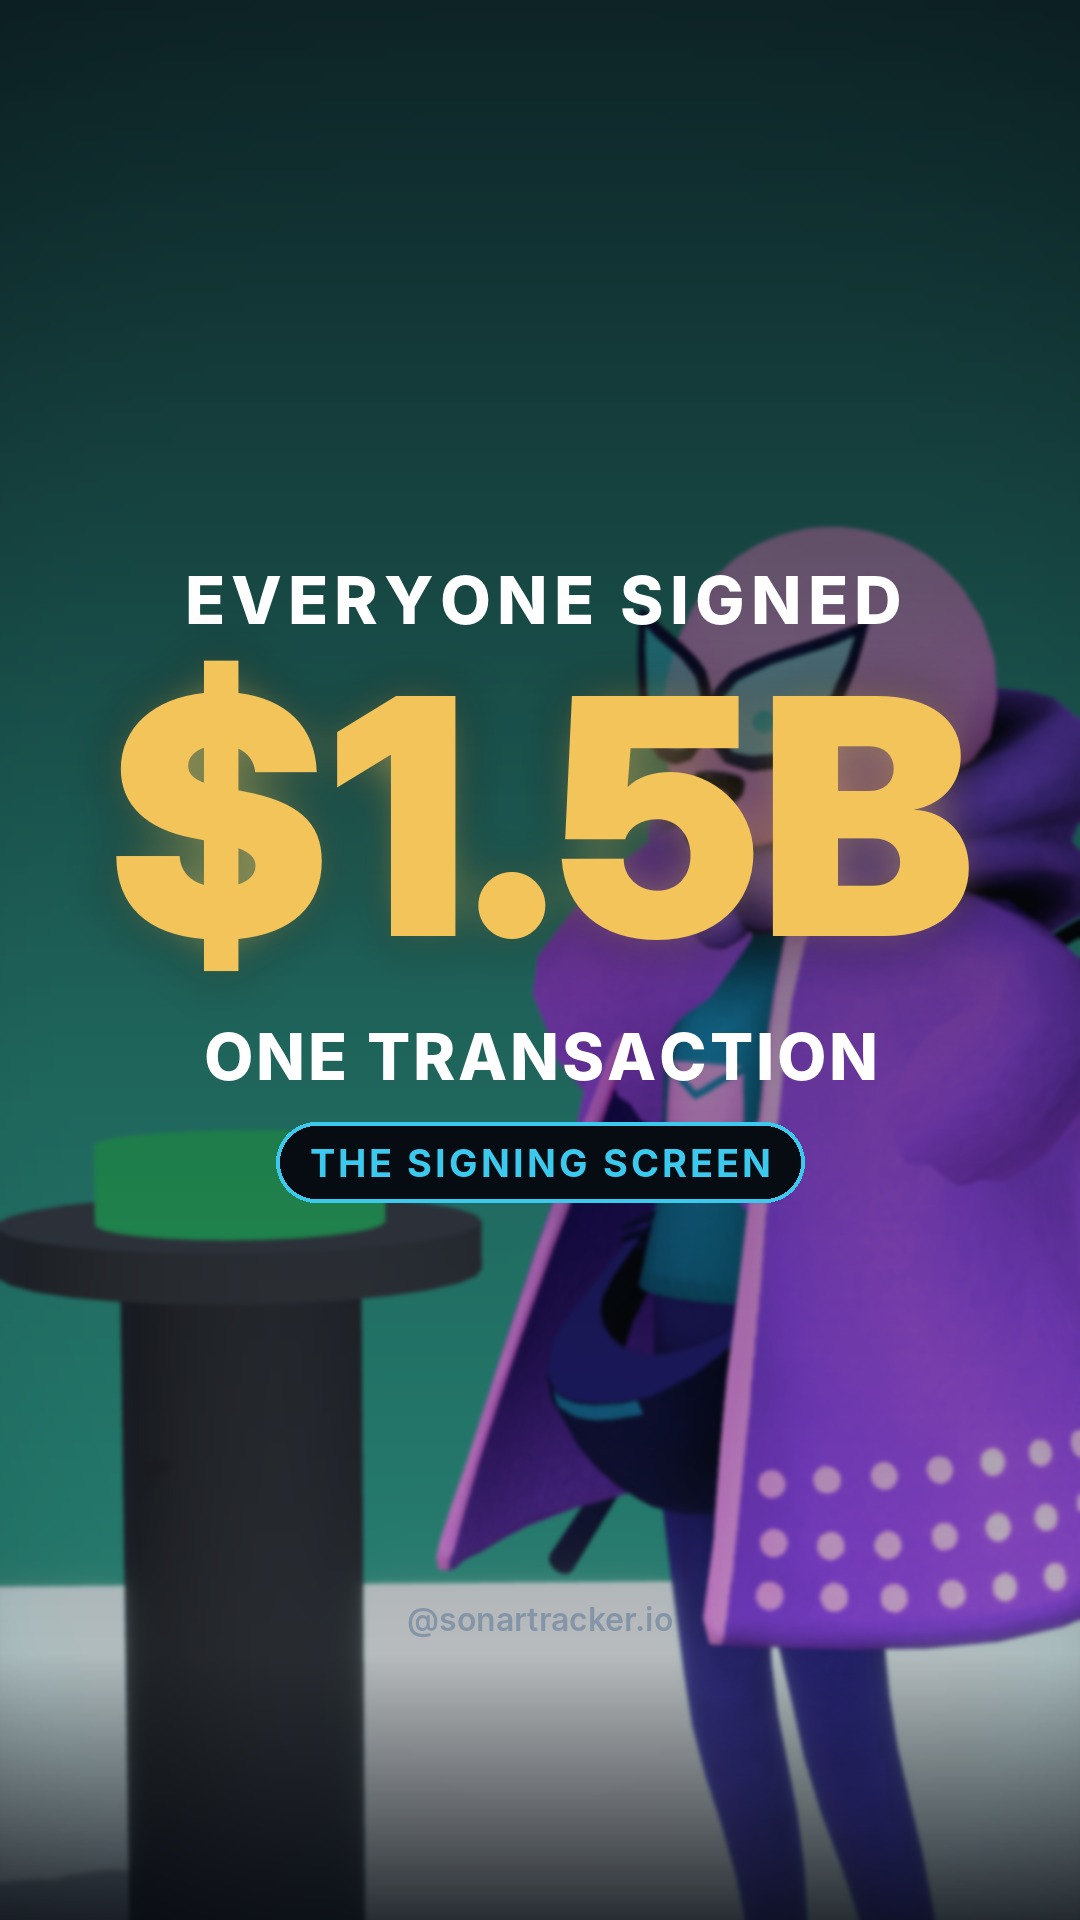 EVERYONE SIGNED
$1.5B
ONE TRANSACTION
THE SIGNING SCREEN
@sonartracker.io